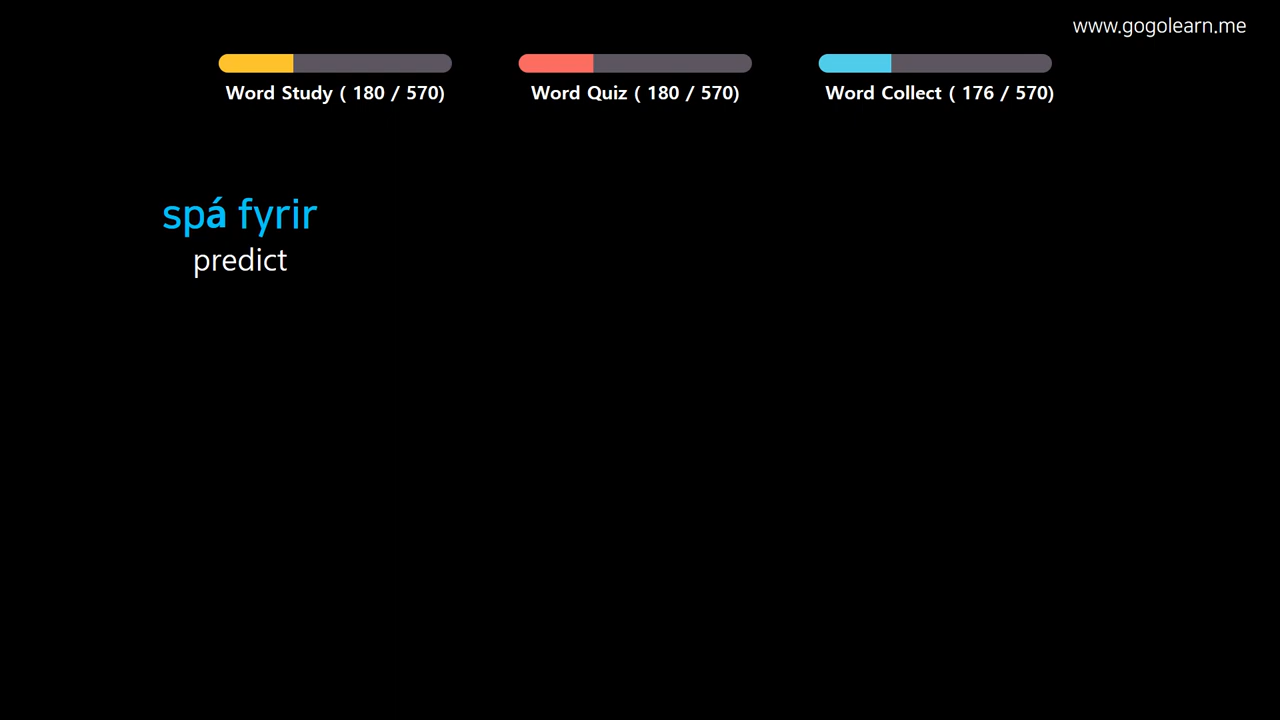 www.gogolearn.me
Word Study ( 180 / 570)
Word Quiz ( 180 / 570)
Word Collect ( 176 / 570)
spá fyrir
predict